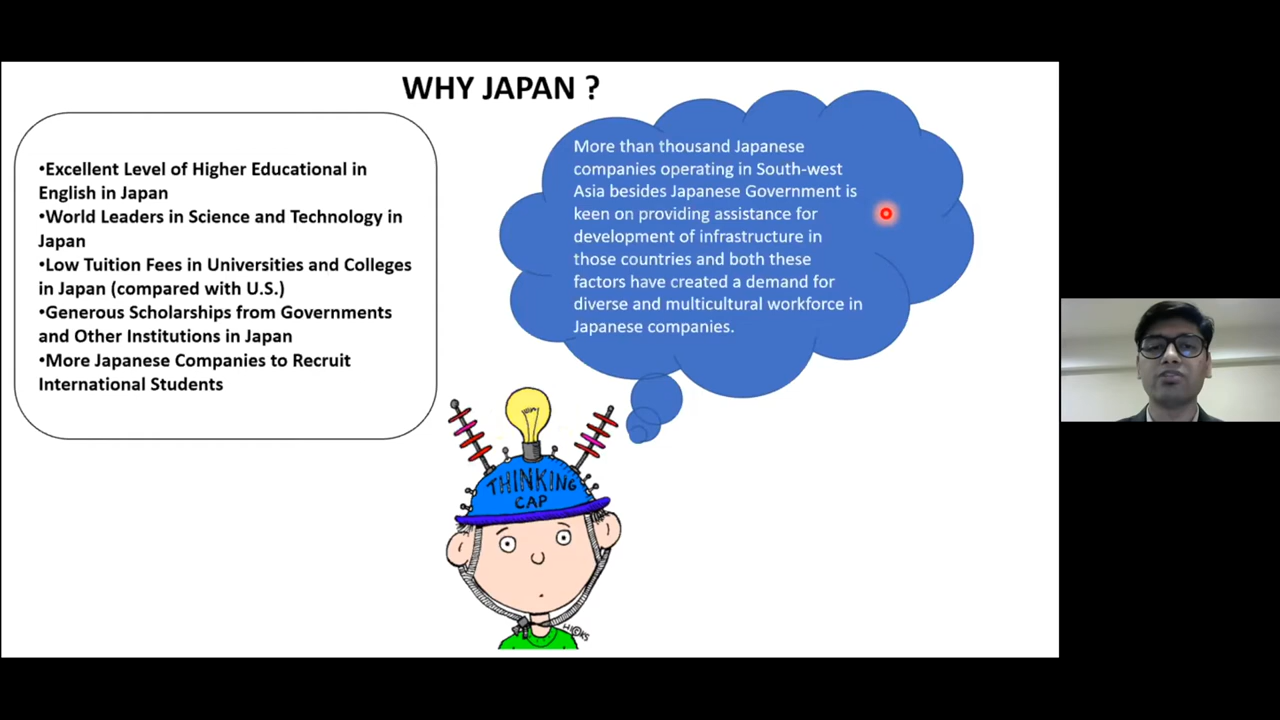 WHY JAPAN ?
•Excellent Level of Higher Educational in
English in Japan
•World Leaders in Science and Technology in
Japan
•Low Tuition Fees in Universities and Colleges
in Japan (compared with U.S.)
•Generous Scholarships from Governments
and Other Institutions in Japan
•More Japanese Companies to Recruit
International Students
More than thousand Japanese
companies operating in South-west
Asia besides Japanese Government is
keen on providing assistance for
development of infrastructure in
those countries and both these
factors have created a demand for
diverse and multicultural workforce in
Japanese companies.
THINKING
CAP
HICKS